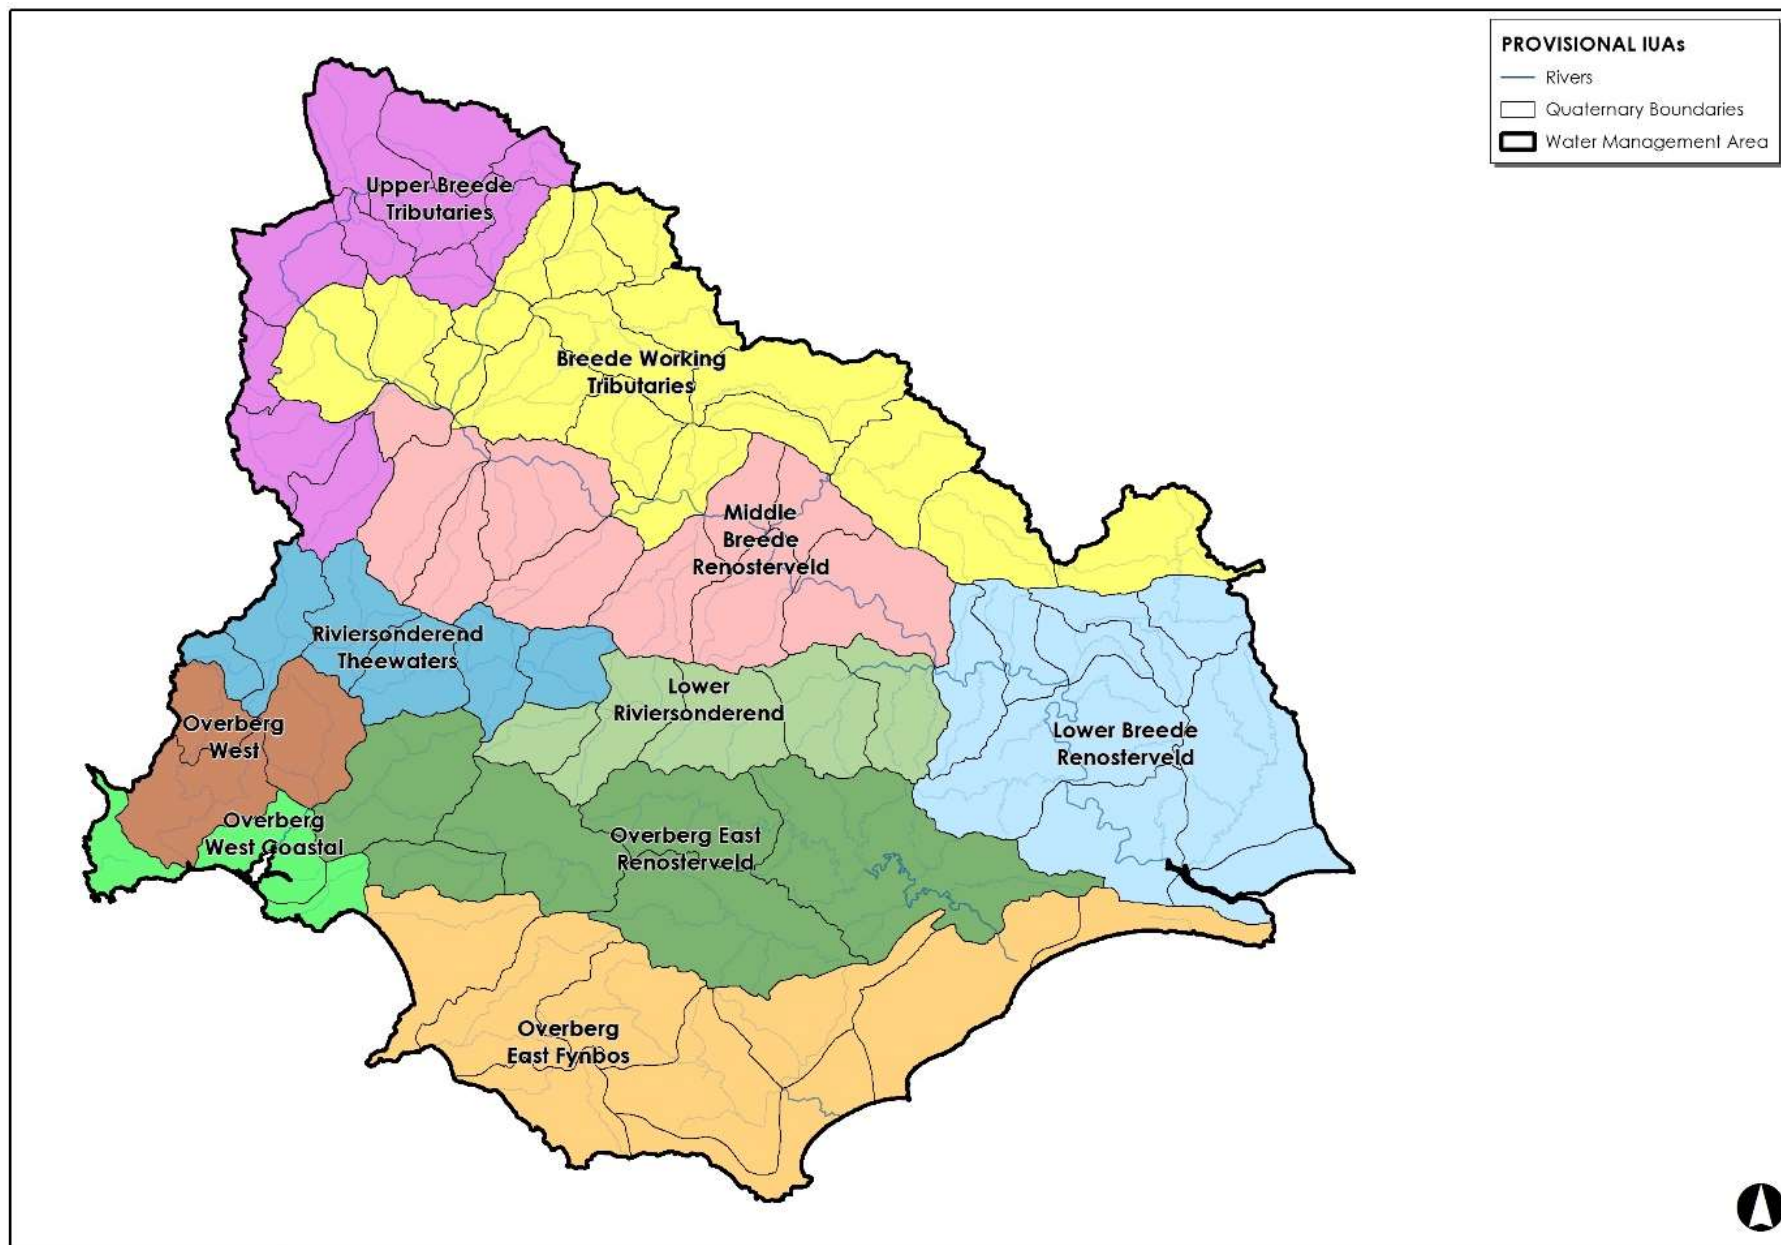 PROVISIONAL IUAs
Rivers
Quaternary Boundaries
Water Management Area
Upper Breede
Tributaries
Breede Working
Tributaries
Middle
Breede
Renosterveld
Riviersonderend
Theewaters
Lower
Riviersonderend
Overberg
West
Lower Breede
Renosterveld
Overberg
West Coastal
Overberg East
Renosterveld
Overberg
East Fynbos